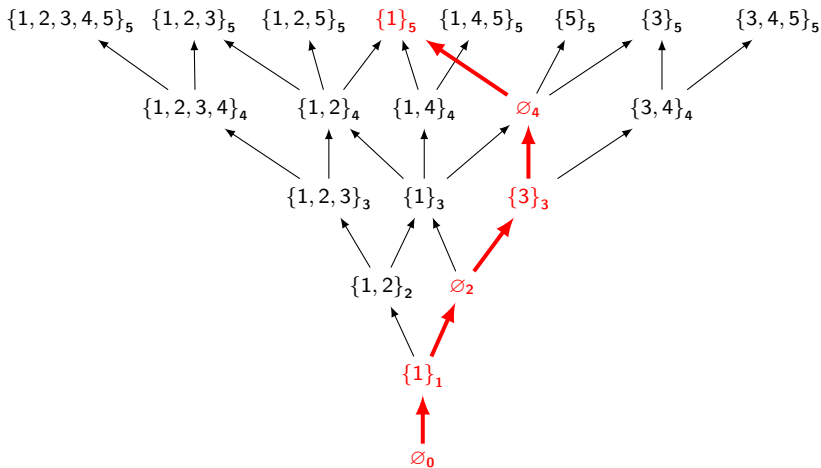 {1, 2, 3, 4, 5}₅ {1, 2, 3}₅ {1, 2, 5}₅ {1}₅ {1, 4, 5}₅ {5}₅ {3}₅ {3, 4, 5}₅
{1, 2, 3, 4}₄ {1, 2}₄ {1, 4}₄ ∅₄ {3, 4}₄
{1, 2, 3}₃ {1}₃ {3}₃
{1, 2}₂ ∅₂
{1}₁
∅₀